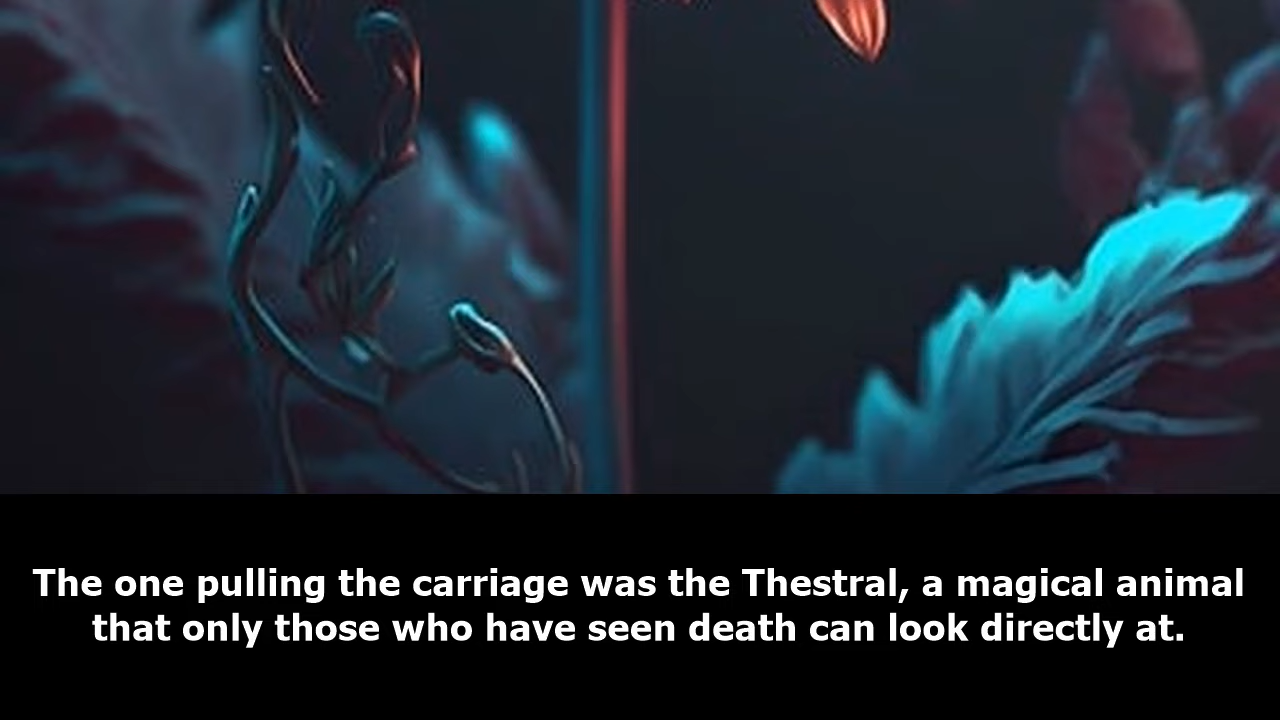 The one pulling the carriage was the Thestral, a magical animal
that only those who have seen death can look directly at.